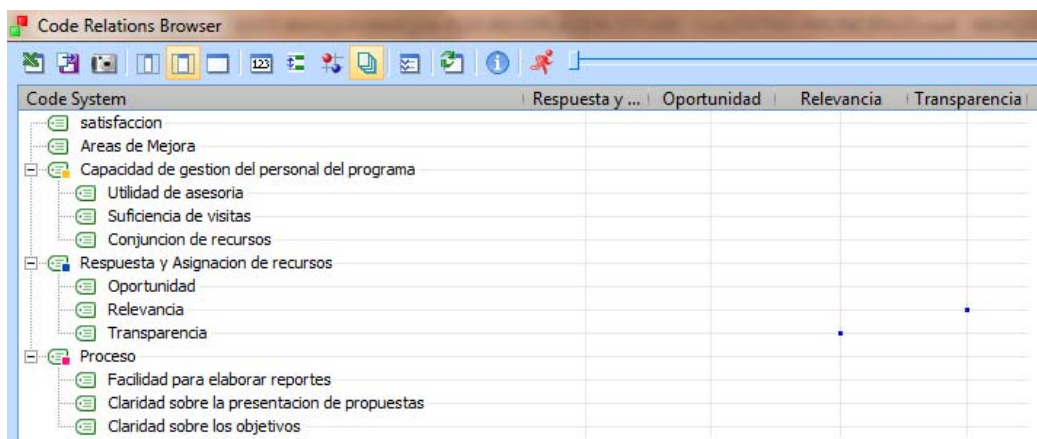 Code Relations Browser
123
Code System Respuesta y ... Oportunidad Relevancia Transparencia
satisfaccion
Areas de Mejora
Capacidad de gestion del personal del programa
Utilidad de asesoria
Suficiencia de visitas
Conjuncion de recursos
Respuesta y Asignacion de recursos
Oportunidad
Relevancia
Transparencia
Proceso
Facilidad para elaborar reportes
Claridad sobre la presentacion de propuestas
Claridad sobre los objetivos